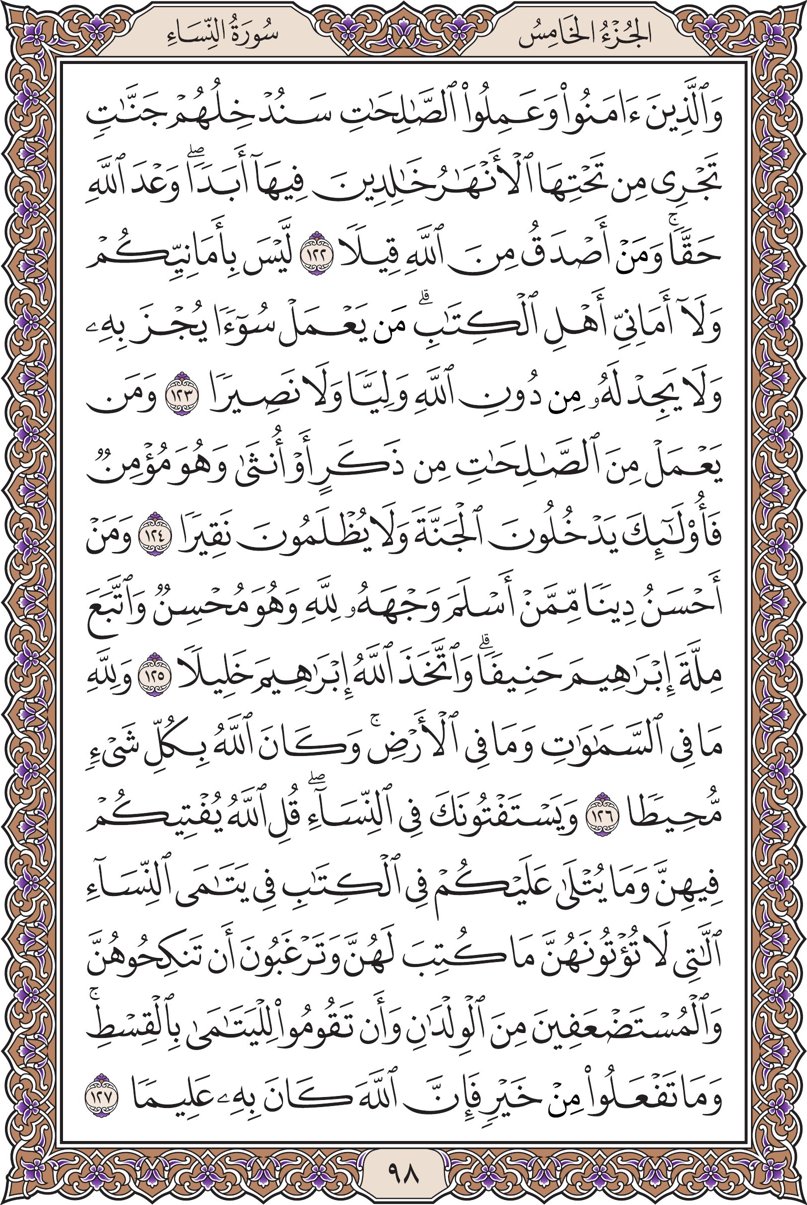 الجُزْءُ الخَامِسُ
سُورَةُ النِّسَاءِ
وَٱلَّذِينَ ءَامَنُواْ وَعَمِلُواْ ٱلصَّٰلِحَٰتِ سَنُدۡخِلُهُمۡ جَنَّٰتٖ
تَجۡرِي مِن تَحۡتِهَا ٱلۡأَنۡهَٰرُ خَٰلِدِينَ فِيهَآ أَبَدٗاۖ وَعۡدَ ٱللَّهِ
حَقّٗاۚ وَمَنۡ أَصۡدَقُ مِنَ ٱللَّهِ قِيلٗا ١٢٢ لَّيۡسَ بِأَمَانِيِّكُمۡ
وَلَآ أَمَانِيِّ أَهۡلِ ٱلۡكِتَٰبِۗ مَن يَعۡمَلۡ سُوٓءٗا يُجۡزَ بِهِۦ
وَلَا يَجِدۡ لَهُۥ مِن دُونِ ٱللَّهِ وَلِيّٗا وَلَا نَصِيرٗا ١٢٣ وَمَن
يَعۡمَلۡ مِنَ ٱلصَّٰلِحَٰتِ مِن ذَكَرٍ أَوۡ أُنثَىٰ وَهُوَ مُؤۡمِنٞ
فَأُوْلَٰٓئِكَ يَدۡخُلُونَ ٱلۡجَنَّةَ وَلَا يُظۡلَمُونَ نَقِيرٗا ١٢٤ وَمَنۡ
أَحۡسَنُ دِينٗا مِّمَّنۡ أَسۡلَمَ وَجۡهَهُۥ لِلَّهِ وَهُوَ مُحۡسِنٞ وَٱتَّبَعَ
مِلَّةَ إِبۡرَٰهِيمَ حَنِيفٗاۗ وَٱتَّخَذَ ٱللَّهُ إِبۡرَٰهِيمَ خَلِيلٗا ١٢٥ وَلِلَّهِ
مَا فِي ٱلسَّمَٰوَٰتِ وَمَا فِي ٱلۡأَرۡضِۚ وَكَانَ ٱللَّهُ بِكُلِّ شَيۡءٖ
مُّحِيطٗا ١٢٦ وَيَسۡتَفۡتُونَكَ فِي ٱلنِّسَآءِۖ قُلِ ٱللَّهُ يُفۡتِيكُمۡ
فِيهِنَّ وَمَا يُتۡلَىٰ عَلَيۡكُمۡ فِي ٱلۡكِتَٰبِ فِي يَتَٰمَى ٱلنِّسَآءِ
ٱلَّٰتِي لَا تُؤۡتُونَهُنَّ مَا كُتِبَ لَهُنَّ وَتَرۡغَبُونَ أَن تَنكِحُوهُنَّ
وَٱلۡمُسۡتَضۡعَفِينَ مِنَ ٱلۡوِلۡدَٰنِ وَأَن تَقُومُواْ لِلۡيَتَٰمَىٰ بِٱلۡقِسۡطِۚ
وَمَا تَفۡعَلُواْ مِنۡ خَيۡرٖ فَإِنَّ ٱللَّهَ كَانَ بِهِۦ عَلِيمٗا ١٢٧
٩٨